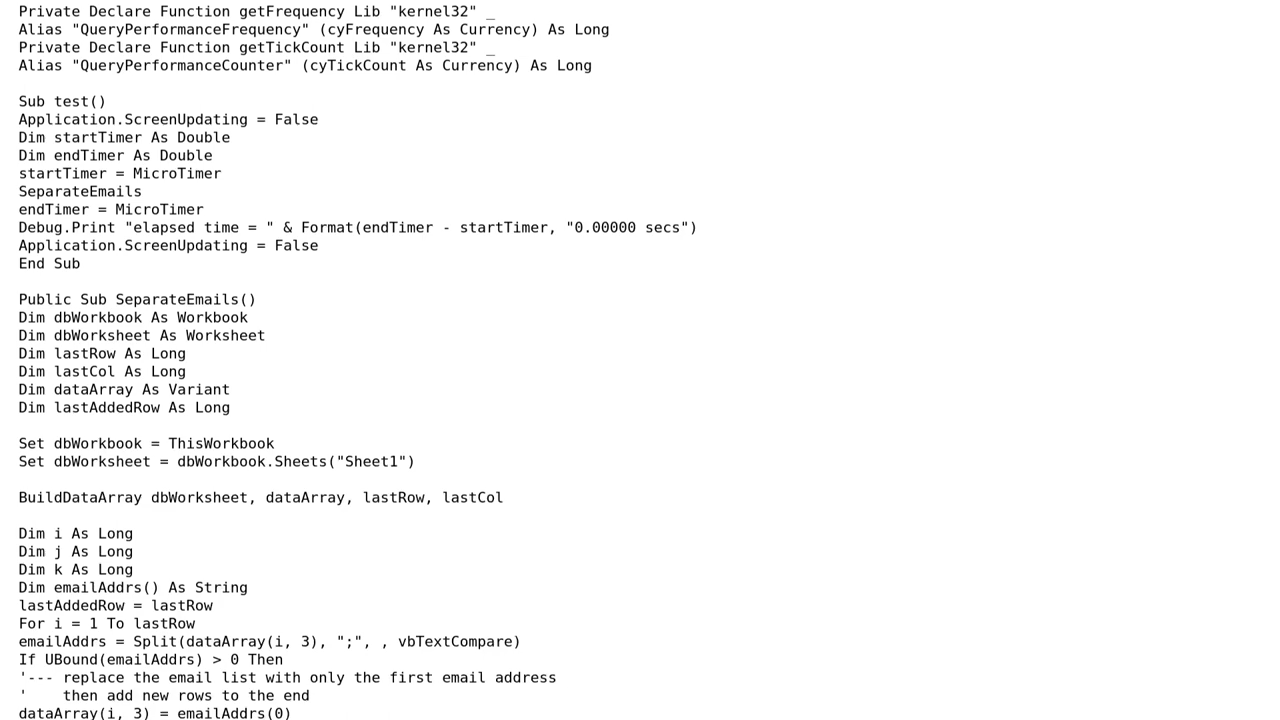 Private Declare Function getFrequency Lib "kernel32" _
Alias "QueryPerformanceFrequency" (cyFrequency As Currency) As Long
Private Declare Function getTickCount Lib "kernel32" _
Alias "QueryPerformanceCounter" (cyTickCount As Currency) As Long
Sub test()
Application.ScreenUpdating = False
Dim startTimer As Double
Dim endTimer As Double
startTimer = MicroTimer
SeparateEmails
endTimer = MicroTimer
Debug.Print "elapsed time = " & Format(endTimer - startTimer, "0.00000 secs")
Application.ScreenUpdating = False
End Sub
Public Sub SeparateEmails()
Dim dbWorkbook As Workbook
Dim dbWorksheet As Worksheet
Dim lastRow As Long
Dim lastCol As Long
Dim dataArray As Variant
Dim lastAddedRow As Long
Set dbWorkbook = ThisWorkbook
Set dbWorksheet = dbWorkbook.Sheets("Sheet1")
BuildDataArray dbWorksheet, dataArray, lastRow, lastCol
Dim i As Long
Dim j As Long
Dim k As Long
Dim emailAddrs() As String
lastAddedRow = lastRow
For i = 1 To lastRow
emailAddrs = Split(dataArray(i, 3), ";", , vbTextCompare)
If UBound(emailAddrs) > 0 Then
'--- replace the email list with only the first email address
'    then add new rows to the end
dataArray(i, 3) = emailAddrs(0)